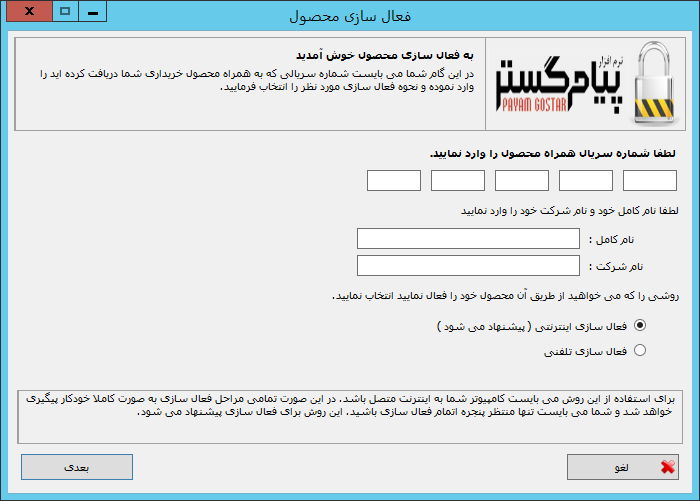 فعال سازی محصول
به فعال سازی محصول خوش آمدید
در این گام شما می بایست شماره سریالی که به همراه محصول خریداری شما دریافت کرده اید را
وارد نموده و نحوه فعال سازی مورد نظر را انتخاب فرمایید.
نرم افزار
پیام گستر
PAYAM GOSTAR
لطفا شماره سریال همراه محصول را وارد نمایید.
لطفا نام کامل خود و نام شرکت خود را وارد نمایید
نام کامل :
نام شرکت :
روشی را که می خواهید از طریق آن محصول خود را فعال نمایید انتخاب نمایید.
فعال سازی اینترنتی ( پیشنهاد می شود )
فعال سازی تلفنی
برای استفاده از این روش می بایست کامپیوتر شما به اینترنت متصل باشد. در این صورت تمامی مراحل فعال سازی به صورت کاملا خودکار پیگیری
خواهد شد و شما می بایست تنها منتظر پنجره اتمام فعال سازی باشید. این روش برای فعال سازی پیشنهاد می شود.
لغو
بعدی